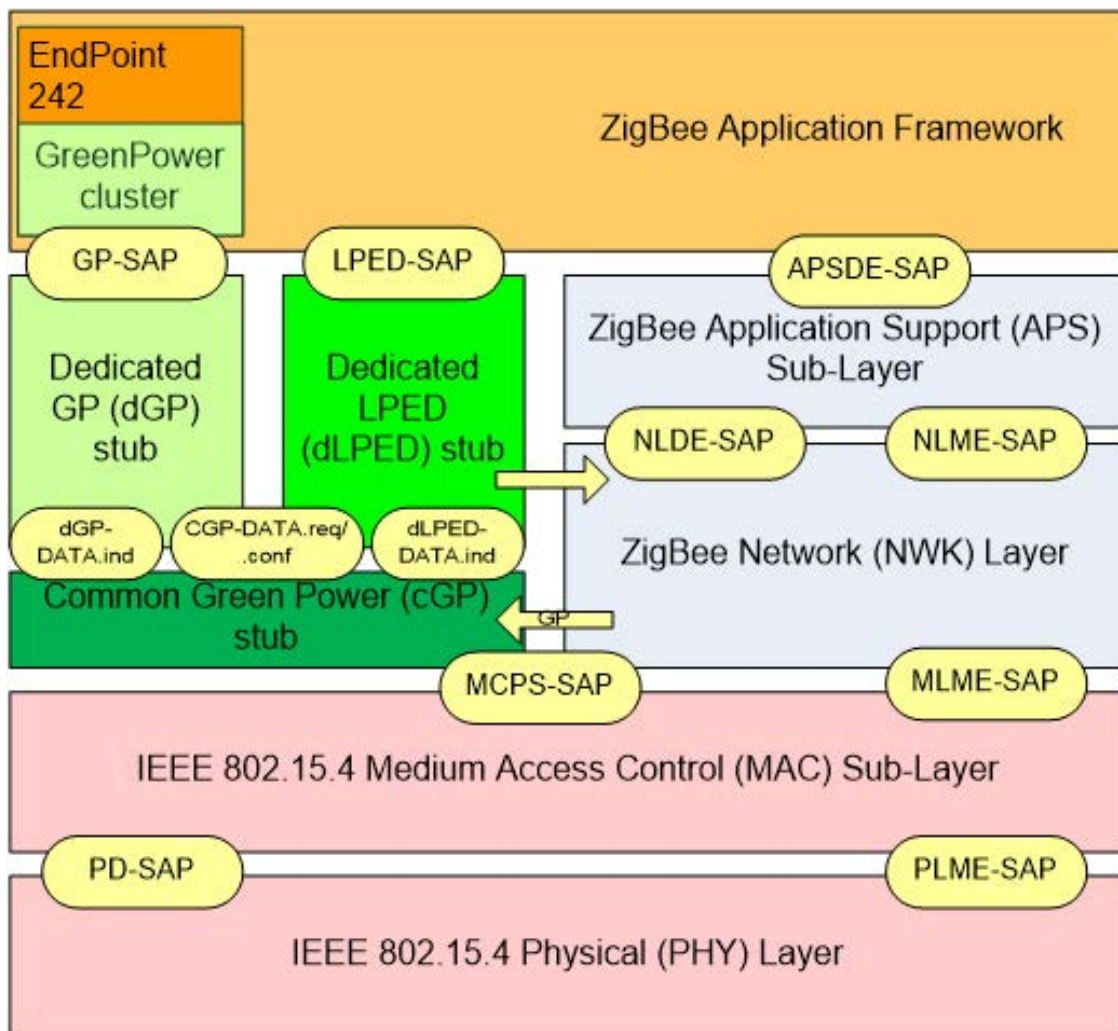 EndPoint
242
ZigBee Application Framework
GreenPower
cluster
GP-SAP
LPED-SAP
APSDE-SAP
Dedicated
GP (dGP)
stub
Dedicated
LPED
(dLPED) stub
ZigBee Application Support (APS)
Sub-Layer
NLDE-SAP
NLME-SAP
dGP-
DATA.ind
CGP-DATA.req/
.conf
dLPED-
DATA.ind
ZigBee Network (NWK) Layer
Common Green Power (cGP)
stub
GP
MCPS-SAP
MLME-SAP
IEEE 802.15.4 Medium Access Control (MAC) Sub-Layer
PD-SAP
PLME-SAP
IEEE 802.15.4 Physical (PHY) Layer